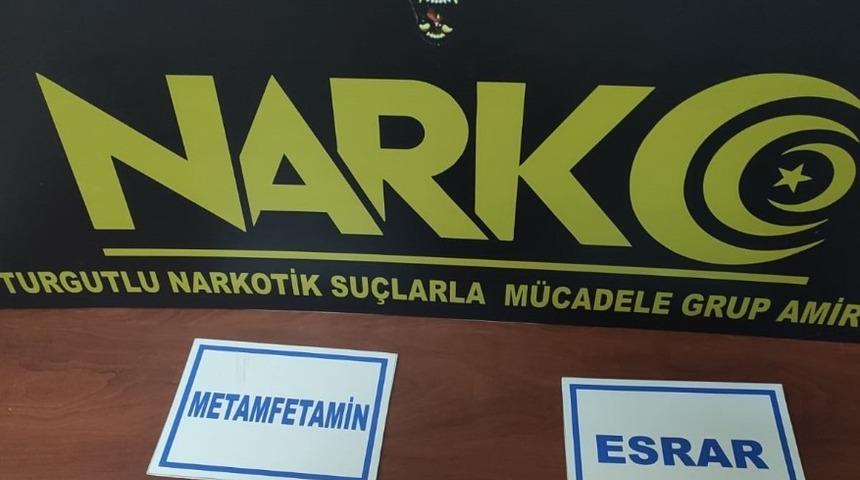 NARKO
TURGUTLU NARKOTİK SUÇLARLA MÜCADELE GRUP AMİR
METAMFETAMİN
ESRAR